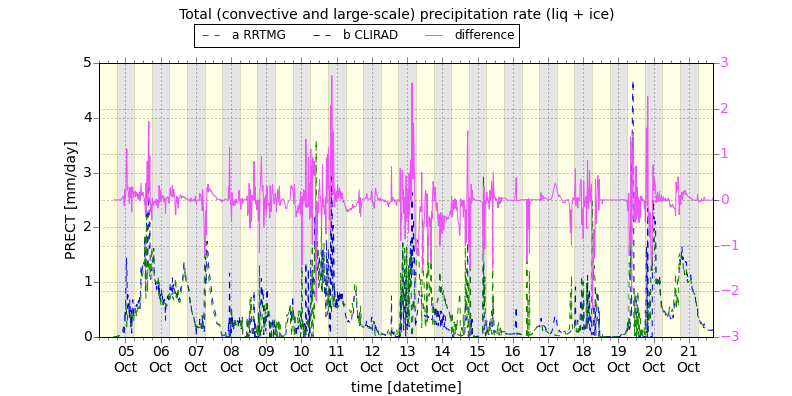 Total (convective and large-scale) precipitation rate (liq + ice)
a RRTMG b CLIRAD difference
PRECT [mm/day]
5
4
3
2
1
0
3
2
1
0
−1
−2
−3
05 06 07 08 09 10 11 12 13 14 15 16 17 18 19 20 21
Oct Oct Oct Oct Oct Oct Oct Oct Oct Oct Oct Oct Oct Oct Oct Oct Oct
time [datetime]